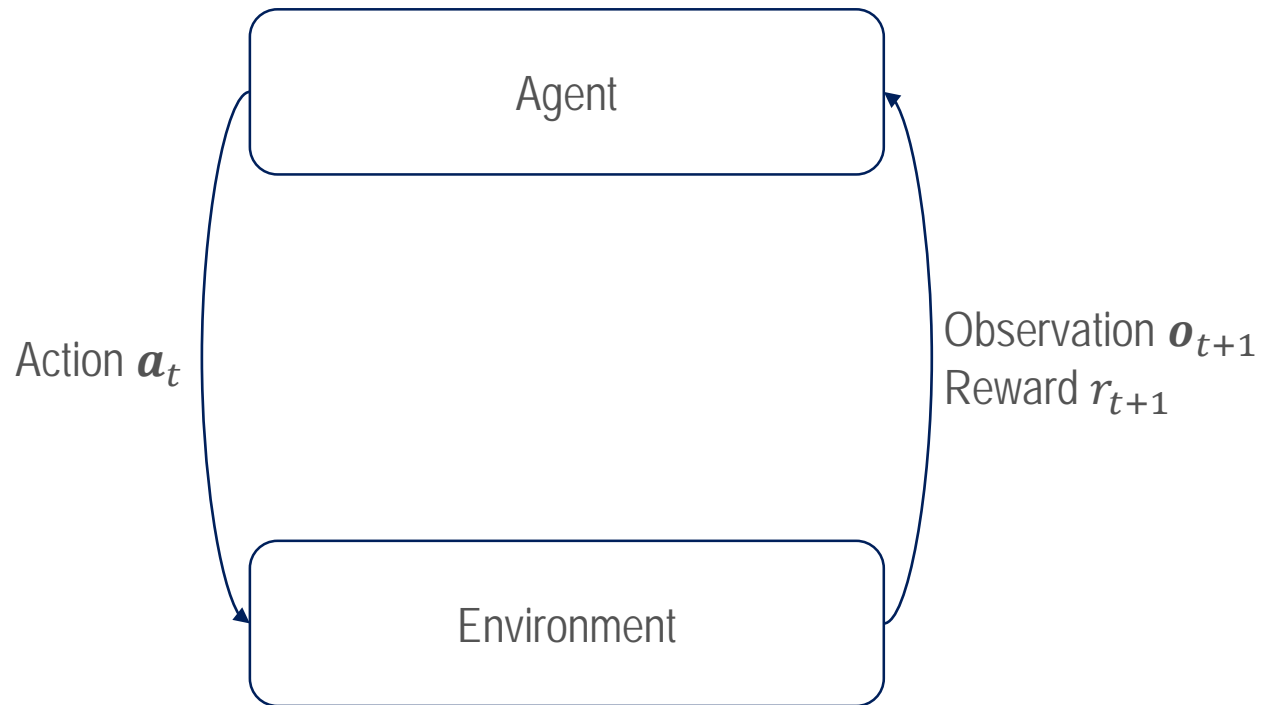 Agent
Action 𝒂ₜ
Observation 𝒐ₜ₊₁
Reward 𝑟ₜ₊₁
Environment